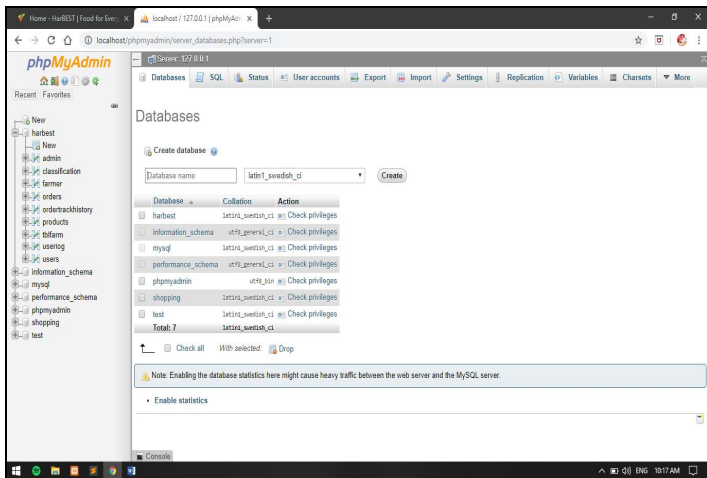 Home - HarBEST | Food for Every
localhost / 127.0.0.1 | phpMyAdm
localhost/phpmyadmin/server_databases.php?server=1
phpMyAdmin
Recent Favorites
New
harbest
New
admin
classification
farmer
orders
ordertrackhistory
products
tblfarm
userlog
users
information_schema
mysql
performance_schema
phpmyadmin
shopping
test
Server: 127.0.0.1
Databases SQL Status User accounts Export Import Settings Replication Variables Charsets More
Databases
Create database
Database name latin1_swedish_ci Create
Database Collation Action
harbest latin1_swedish_ci Check privileges
information_schema utf8_general_ci Check privileges
mysql latin1_swedish_ci Check privileges
performance_schema utf8_general_ci Check privileges
phpmyadmin utf8_bin Check privileges
shopping latin1_swedish_ci Check privileges
test latin1_swedish_ci Check privileges
Total: 7 latin1_swedish_ci
Check all With selected: Drop
Note: Enabling the database statistics here might cause heavy traffic between the web server and the MySQL server.
Enable statistics
Console
ENG 10:17 AM